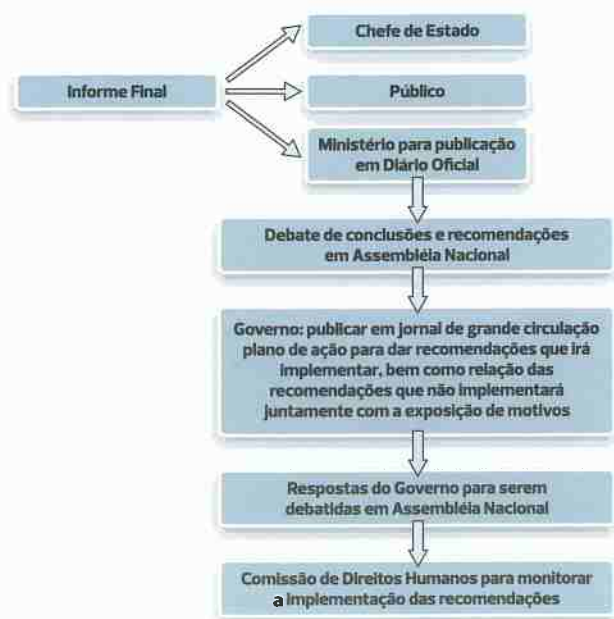 Chefe de Estado
Informe Final
Público
Ministério para publicação
em Diário Oficial
Debate de conclusões e recomendações
em Assembléia Nacional
Governo: publicar em jornal de grande circulação
plano de ação para dar recomendações que irá
implementar, bem como relação das
recomendações que não implementará
juntamente com a exposição de motivos
Respostas do Governo para serem
debatidas em Assembléia Nacional
Comissão de Direitos Humanos para monitorar
a implementação das recomendações